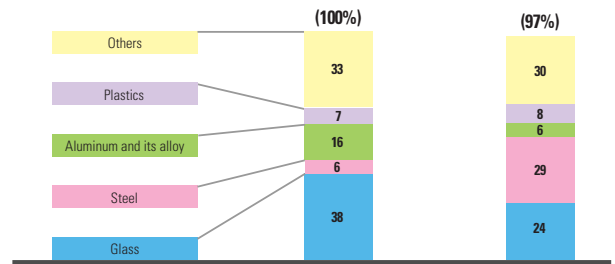 (100%)
(97%)
Others
33
30
Plastics
7
8
Aluminum and its alloy
16
6
Steel
6
29
Glass
38
24